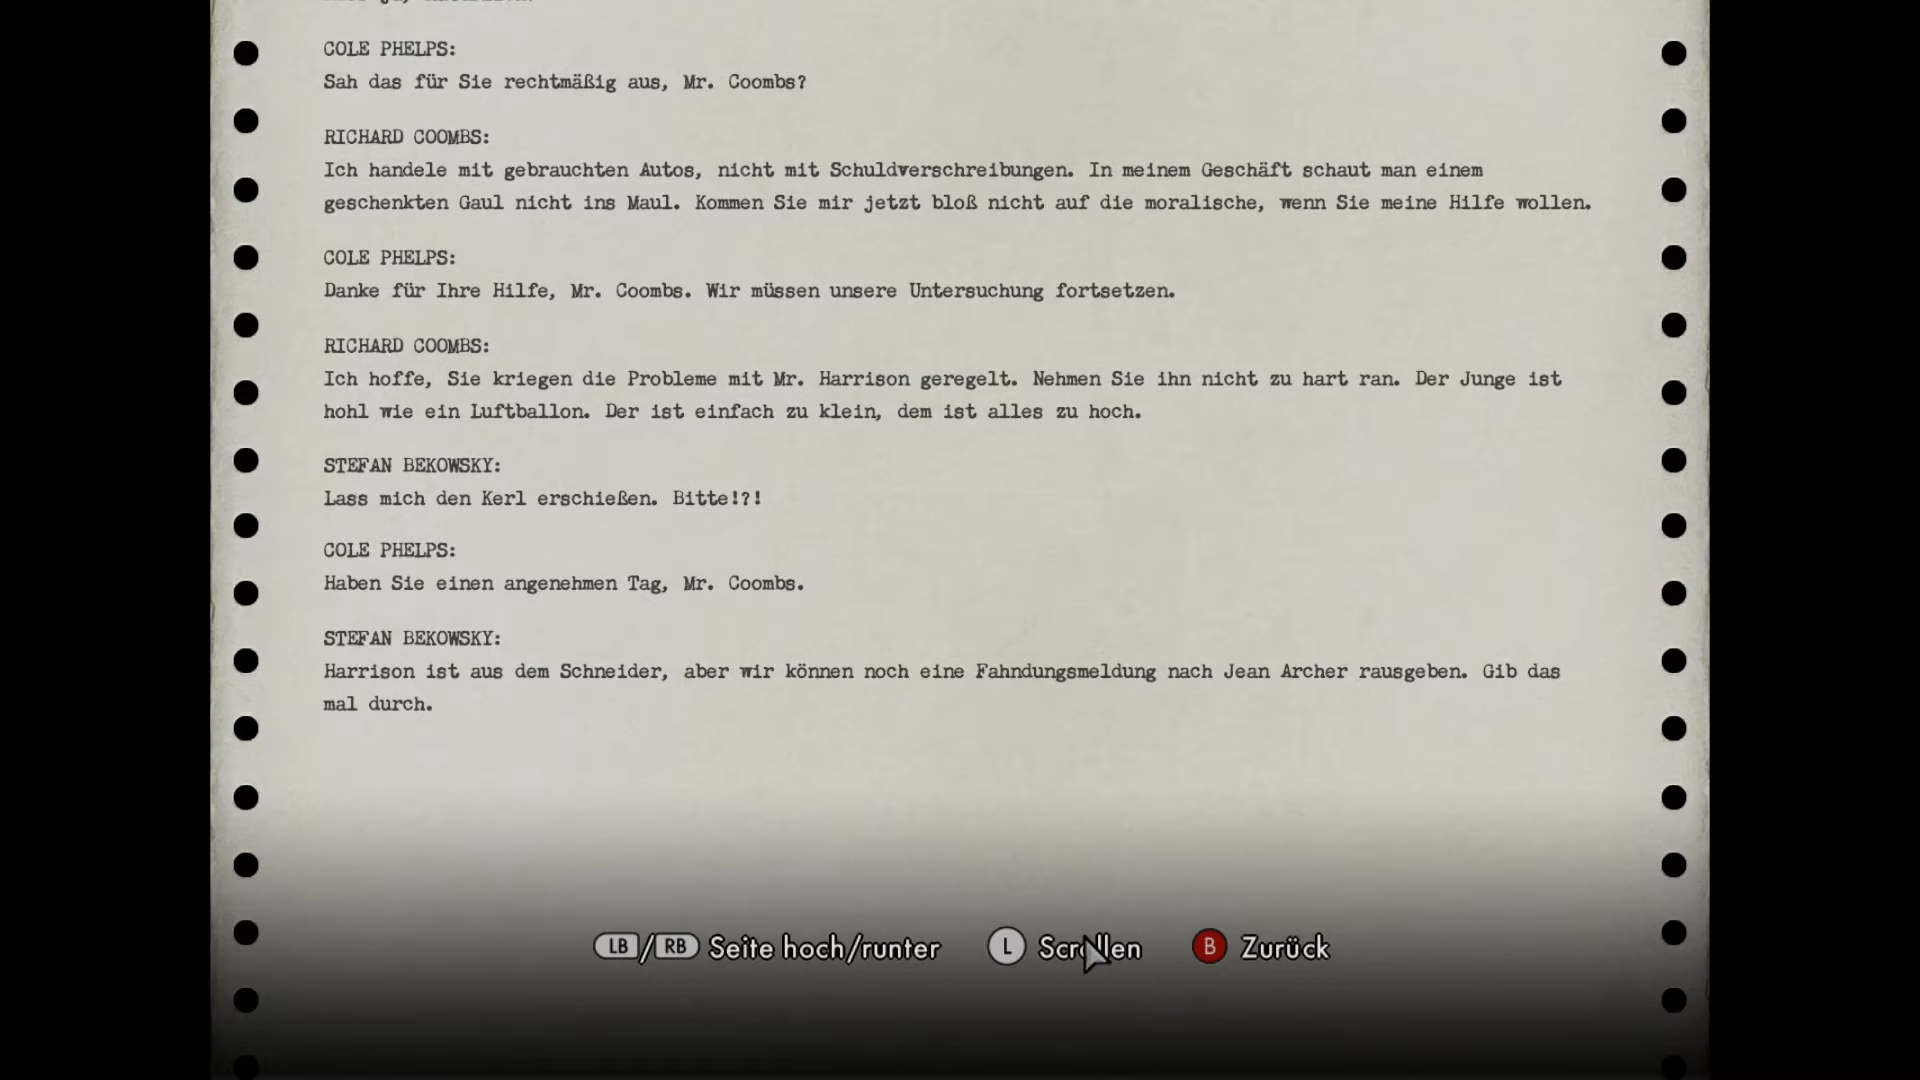 COLE PHELPS:
Sah das für Sie rechtmäßig aus, Mr. Coombs?
RICHARD COOMBS:
Ich handele mit gebrauchten Autos, nicht mit Schuldverschreibungen. In meinem Geschäft schaut man einem
geschenkten Gaul nicht ins Maul. Kommen Sie mir jetzt bloß nicht auf die moralische, wenn Sie meine Hilfe wollen.
COLE PHELPS:
Danke für Ihre Hilfe, Mr. Coombs. Wir müssen unsere Untersuchung fortsetzen.
RICHARD COOMBS:
Ich hoffe, Sie kriegen die Probleme mit Mr. Harrison geregelt. Nehmen Sie ihn nicht zu hart ran. Der Junge ist
hohl wie ein Luftballon. Der ist einfach zu klein, dem ist alles zu hoch.
STEFAN BEKOWSKY:
Lass mich den Kerl erschießen. Bitte!?!
COLE PHELPS:
Haben Sie einen angenehmen Tag, Mr. Coombs.
STEFAN BEKOWSKY:
Harrison ist aus dem Schneider, aber wir können noch eine Fahndungsmeldung nach Jean Archer rausgeben. Gib das
mal durch.
LB/RB Seite hoch/runter L Scrollen B Zurück